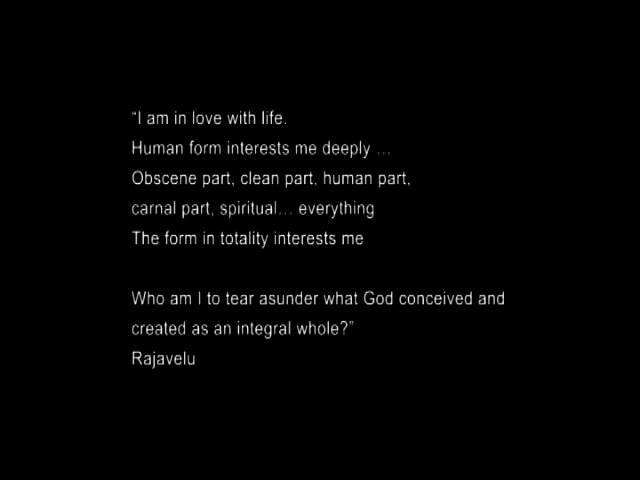 “I am in love with life.
Human form interests me deeply ...
Obscene part, clean part, human part,
carnal part, spiritual... everything
The form in totality interests me
Who am I to tear asunder what God conceived and
created as an integral whole?”
Rajavelu